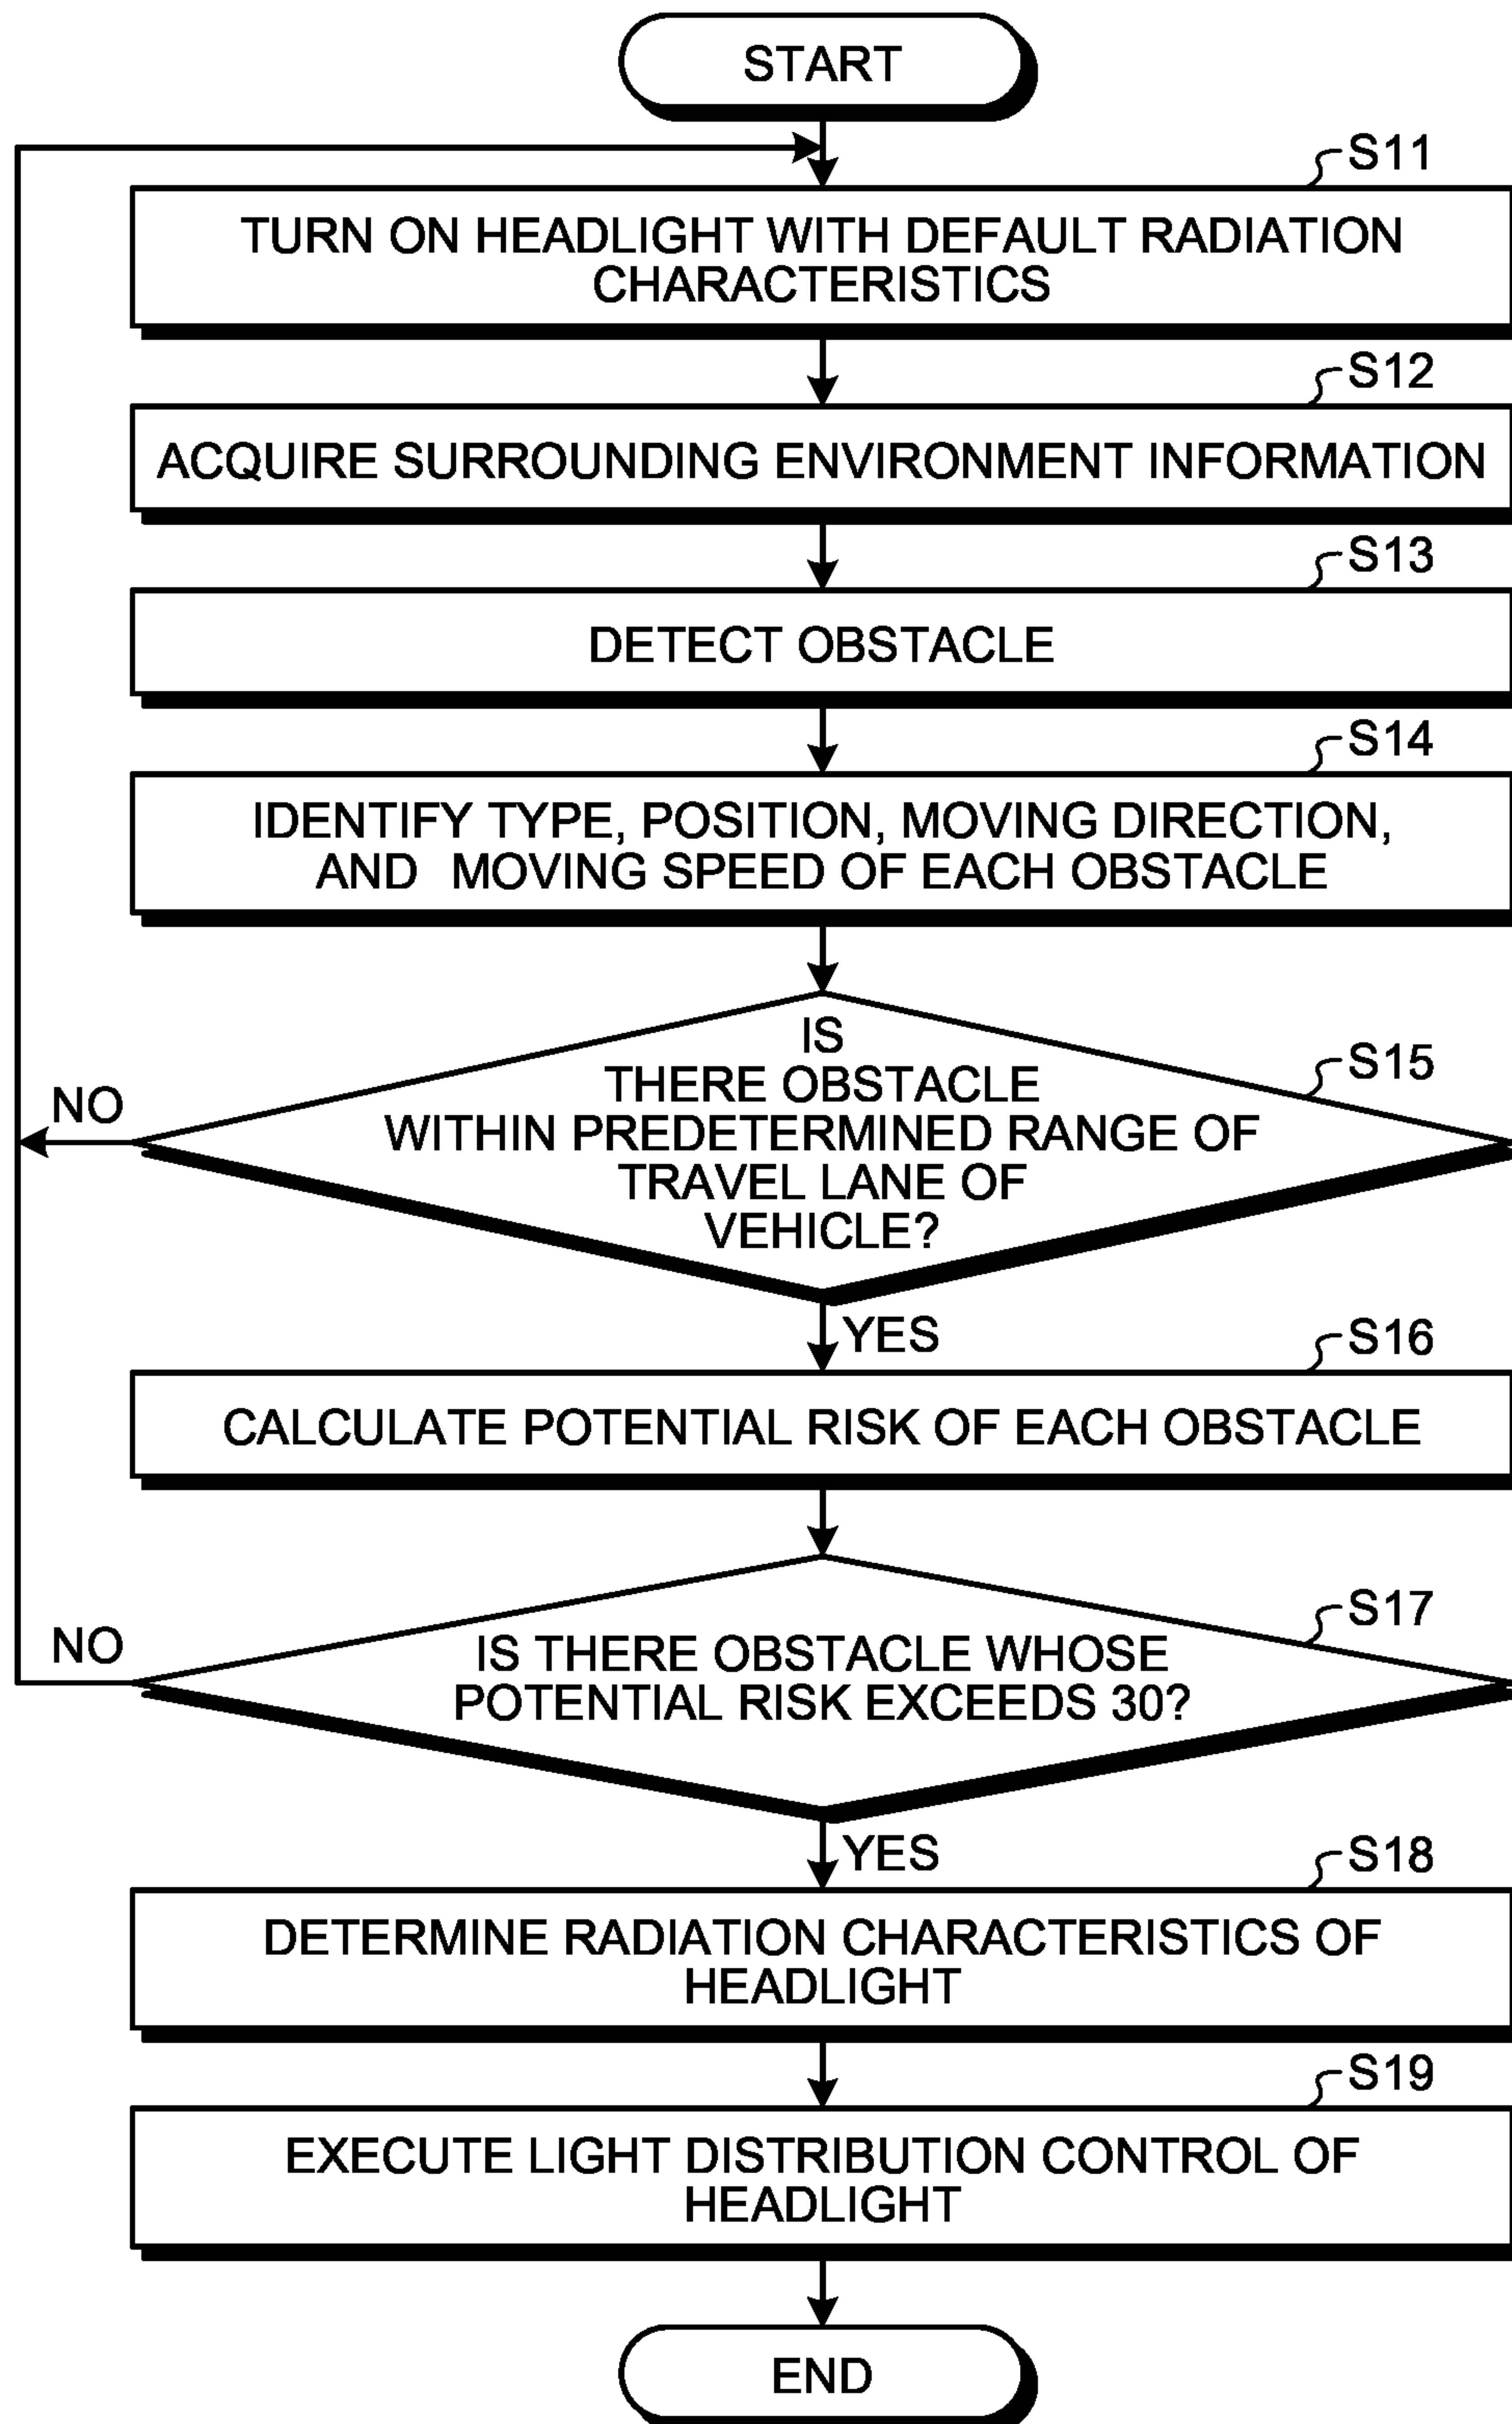 START
S11
TURN ON HEADLIGHT WITH DEFAULT RADIATION
CHARACTERISTICS
S12
ACQUIRE SURROUNDING ENVIRONMENT INFORMATION
S13
DETECT OBSTACLE
S14
IDENTIFY TYPE, POSITION, MOVING DIRECTION,
AND MOVING SPEED OF EACH OBSTACLE
S15
IS
THERE OBSTACLE
WITHIN PREDETERMINED RANGE OF
TRAVEL LANE OF
VEHICLE?
NO
YES
S16
CALCULATE POTENTIAL RISK OF EACH OBSTACLE
S17
IS THERE OBSTACLE WHOSE
POTENTIAL RISK EXCEEDS 30?
NO
YES
S18
DETERMINE RADIATION CHARACTERISTICS OF
HEADLIGHT
S19
EXECUTE LIGHT DISTRIBUTION CONTROL OF
HEADLIGHT
END